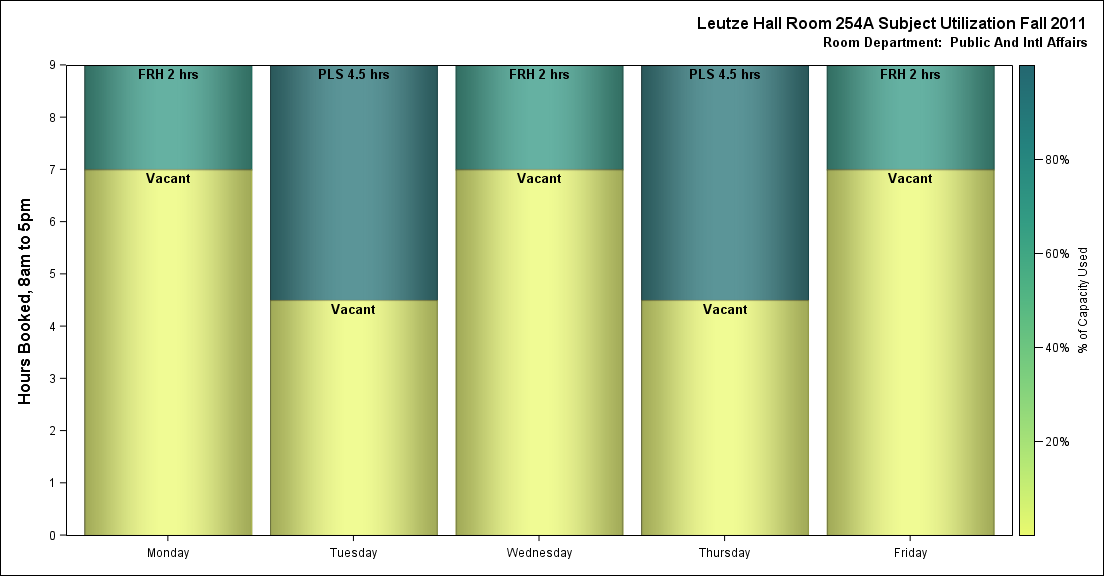 Leutze Hall Room 254A Subject Utilization Fall 2011
Room Department:  Public And Intl Affairs
Hours Booked, 8am to 5pm
9
8
7
6
5
4
3
2
1
0
FRH 2 hrs
Vacant
PLS 4.5 hrs
Vacant
FRH 2 hrs
Vacant
PLS 4.5 hrs
Vacant
FRH 2 hrs
Vacant
Monday
Tuesday
Wednesday
Thursday
Friday
80%
60%
40%
20%
% of Capacity Used